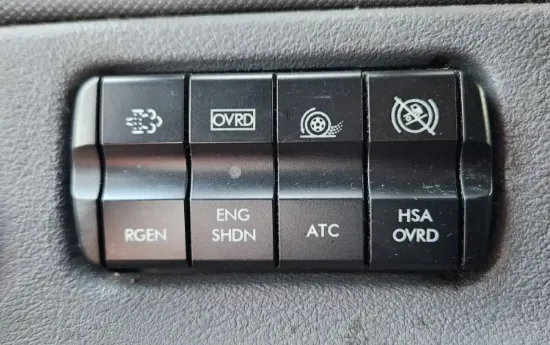 OVRD
RGEN
ENG
SHDN
ATC
HSA
OVRD